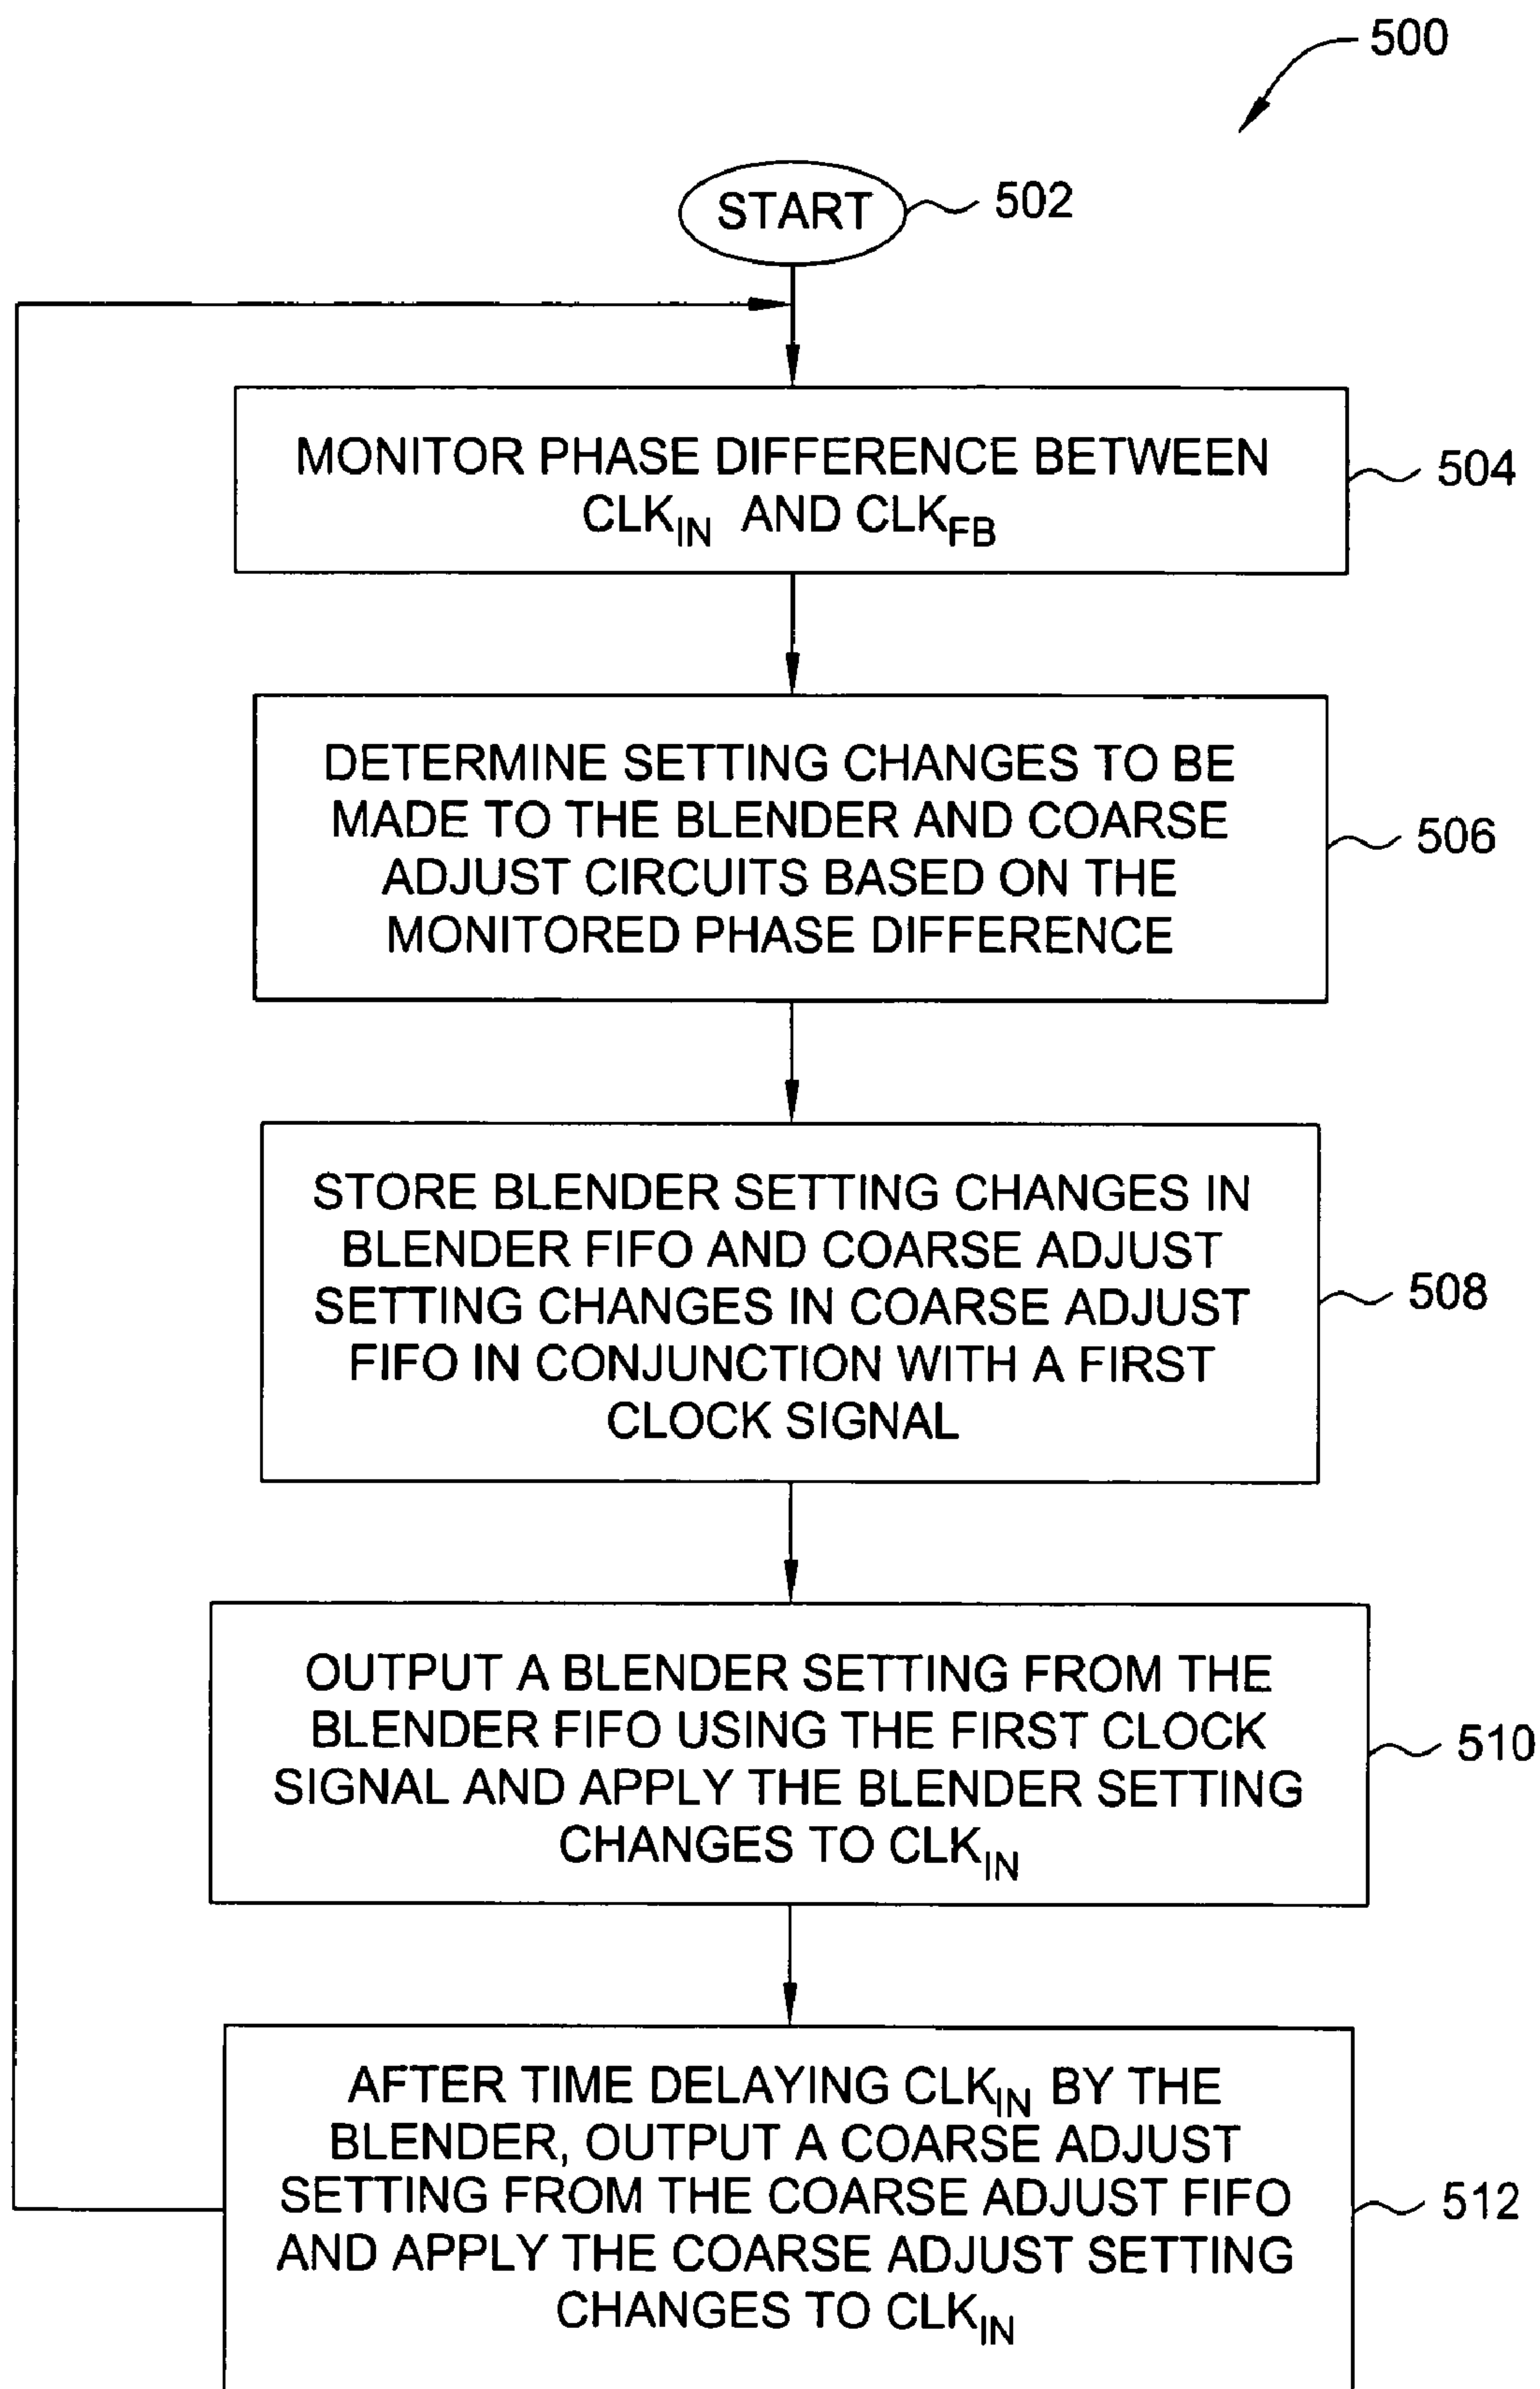 500
START
502
MONITOR PHASE DIFFERENCE BETWEEN
CLK_IN AND CLK_FB
504
DETERMINE SETTING CHANGES TO BE
MADE TO THE BLENDER AND COARSE
ADJUST CIRCUITS BASED ON THE
MONITORED PHASE DIFFERENCE
506
STORE BLENDER SETTING CHANGES IN
BLENDER FIFO AND COARSE ADJUST
SETTING CHANGES IN COARSE ADJUST
FIFO IN CONJUNCTION WITH A FIRST
CLOCK SIGNAL
508
OUTPUT A BLENDER SETTING FROM THE
BLENDER FIFO USING THE FIRST CLOCK
SIGNAL AND APPLY THE BLENDER SETTING
CHANGES TO CLK_IN
510
AFTER TIME DELAYING CLK_IN BY THE
BLENDER, OUTPUT A COARSE ADJUST
SETTING FROM THE COARSE ADJUST FIFO
AND APPLY THE COARSE ADJUST SETTING
CHANGES TO CLK_IN
512